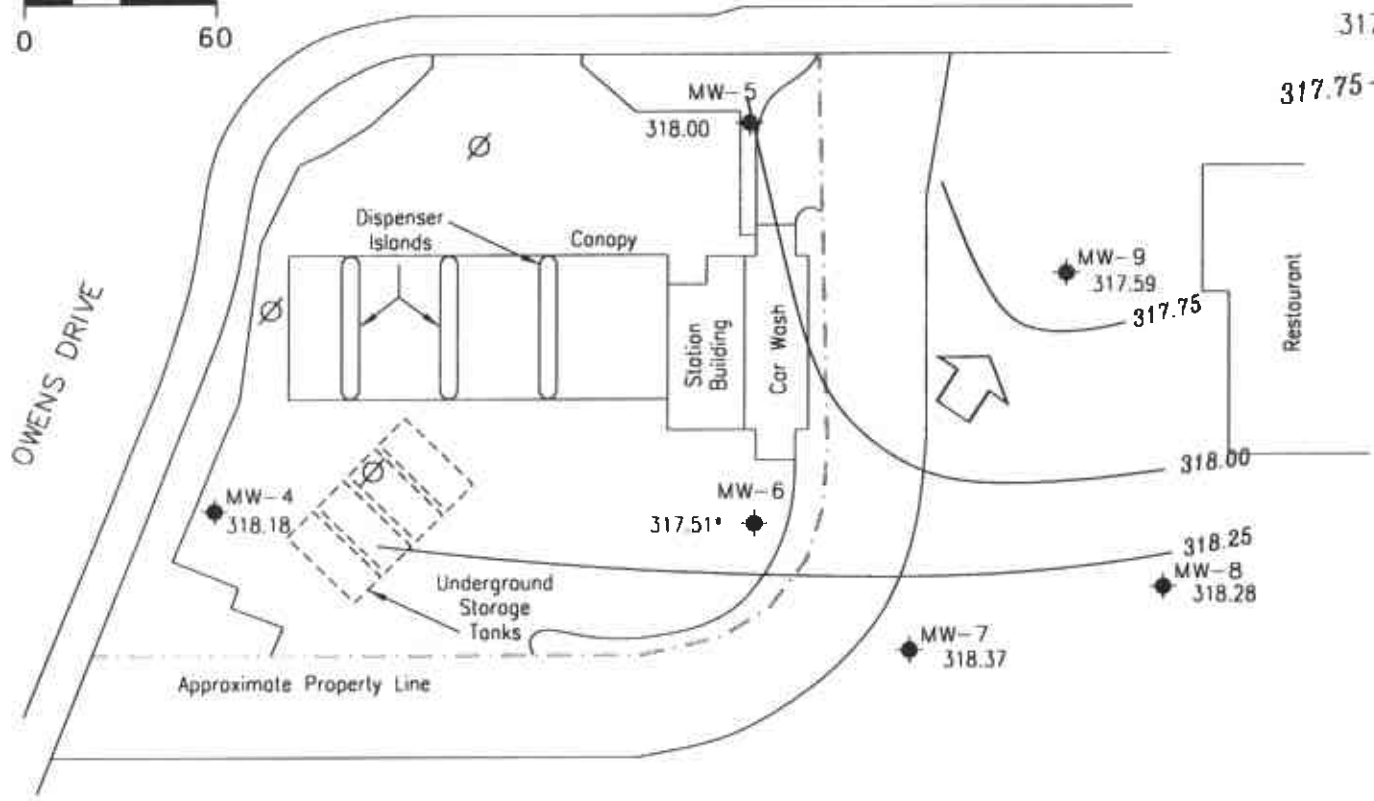 0 60
317
317.75
MW-5
318.00
Dispenser
Islands
Canopy
MW-9
317.59
317.75
Restaurant
Station
Building
Car Wash
OWENS DRIVE
318.00
MW-4
318.18
MW-6
317.51*
318.25
MW-8
318.28
Underground
Storage
Tanks
MW-7
318.37
Approximate Property Line